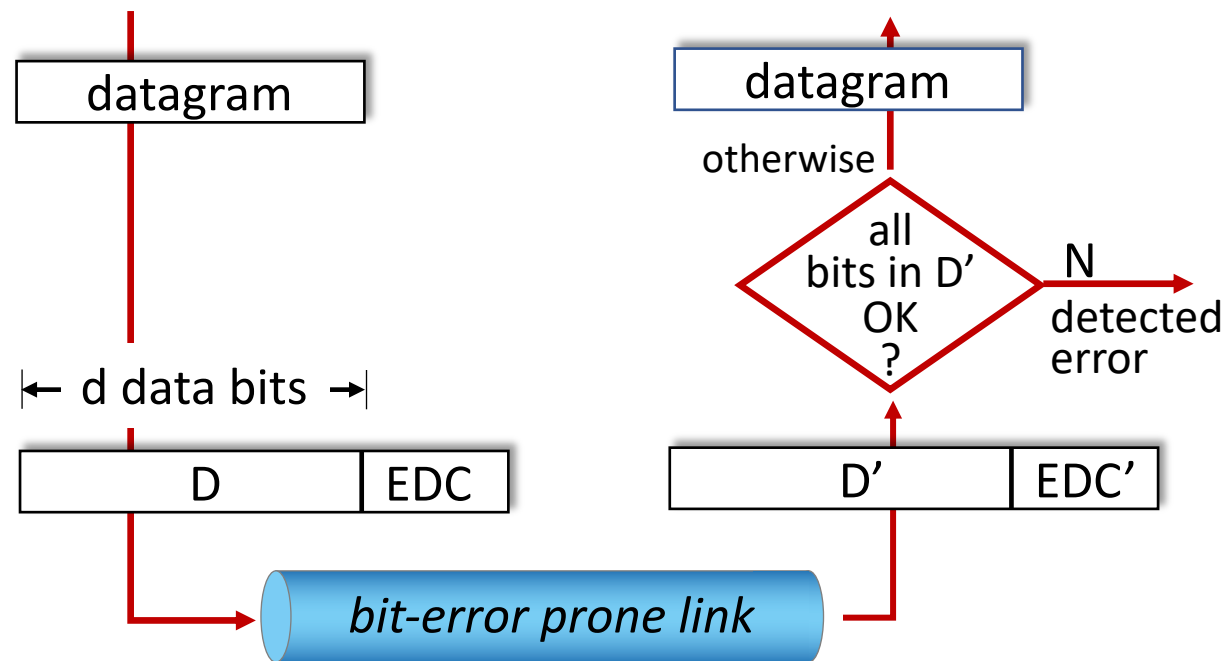 datagram
d data bits
D
EDC
bit-error prone link
datagram
otherwise
all
bits in D’
OK
?
N
detected
error
D’
EDC’